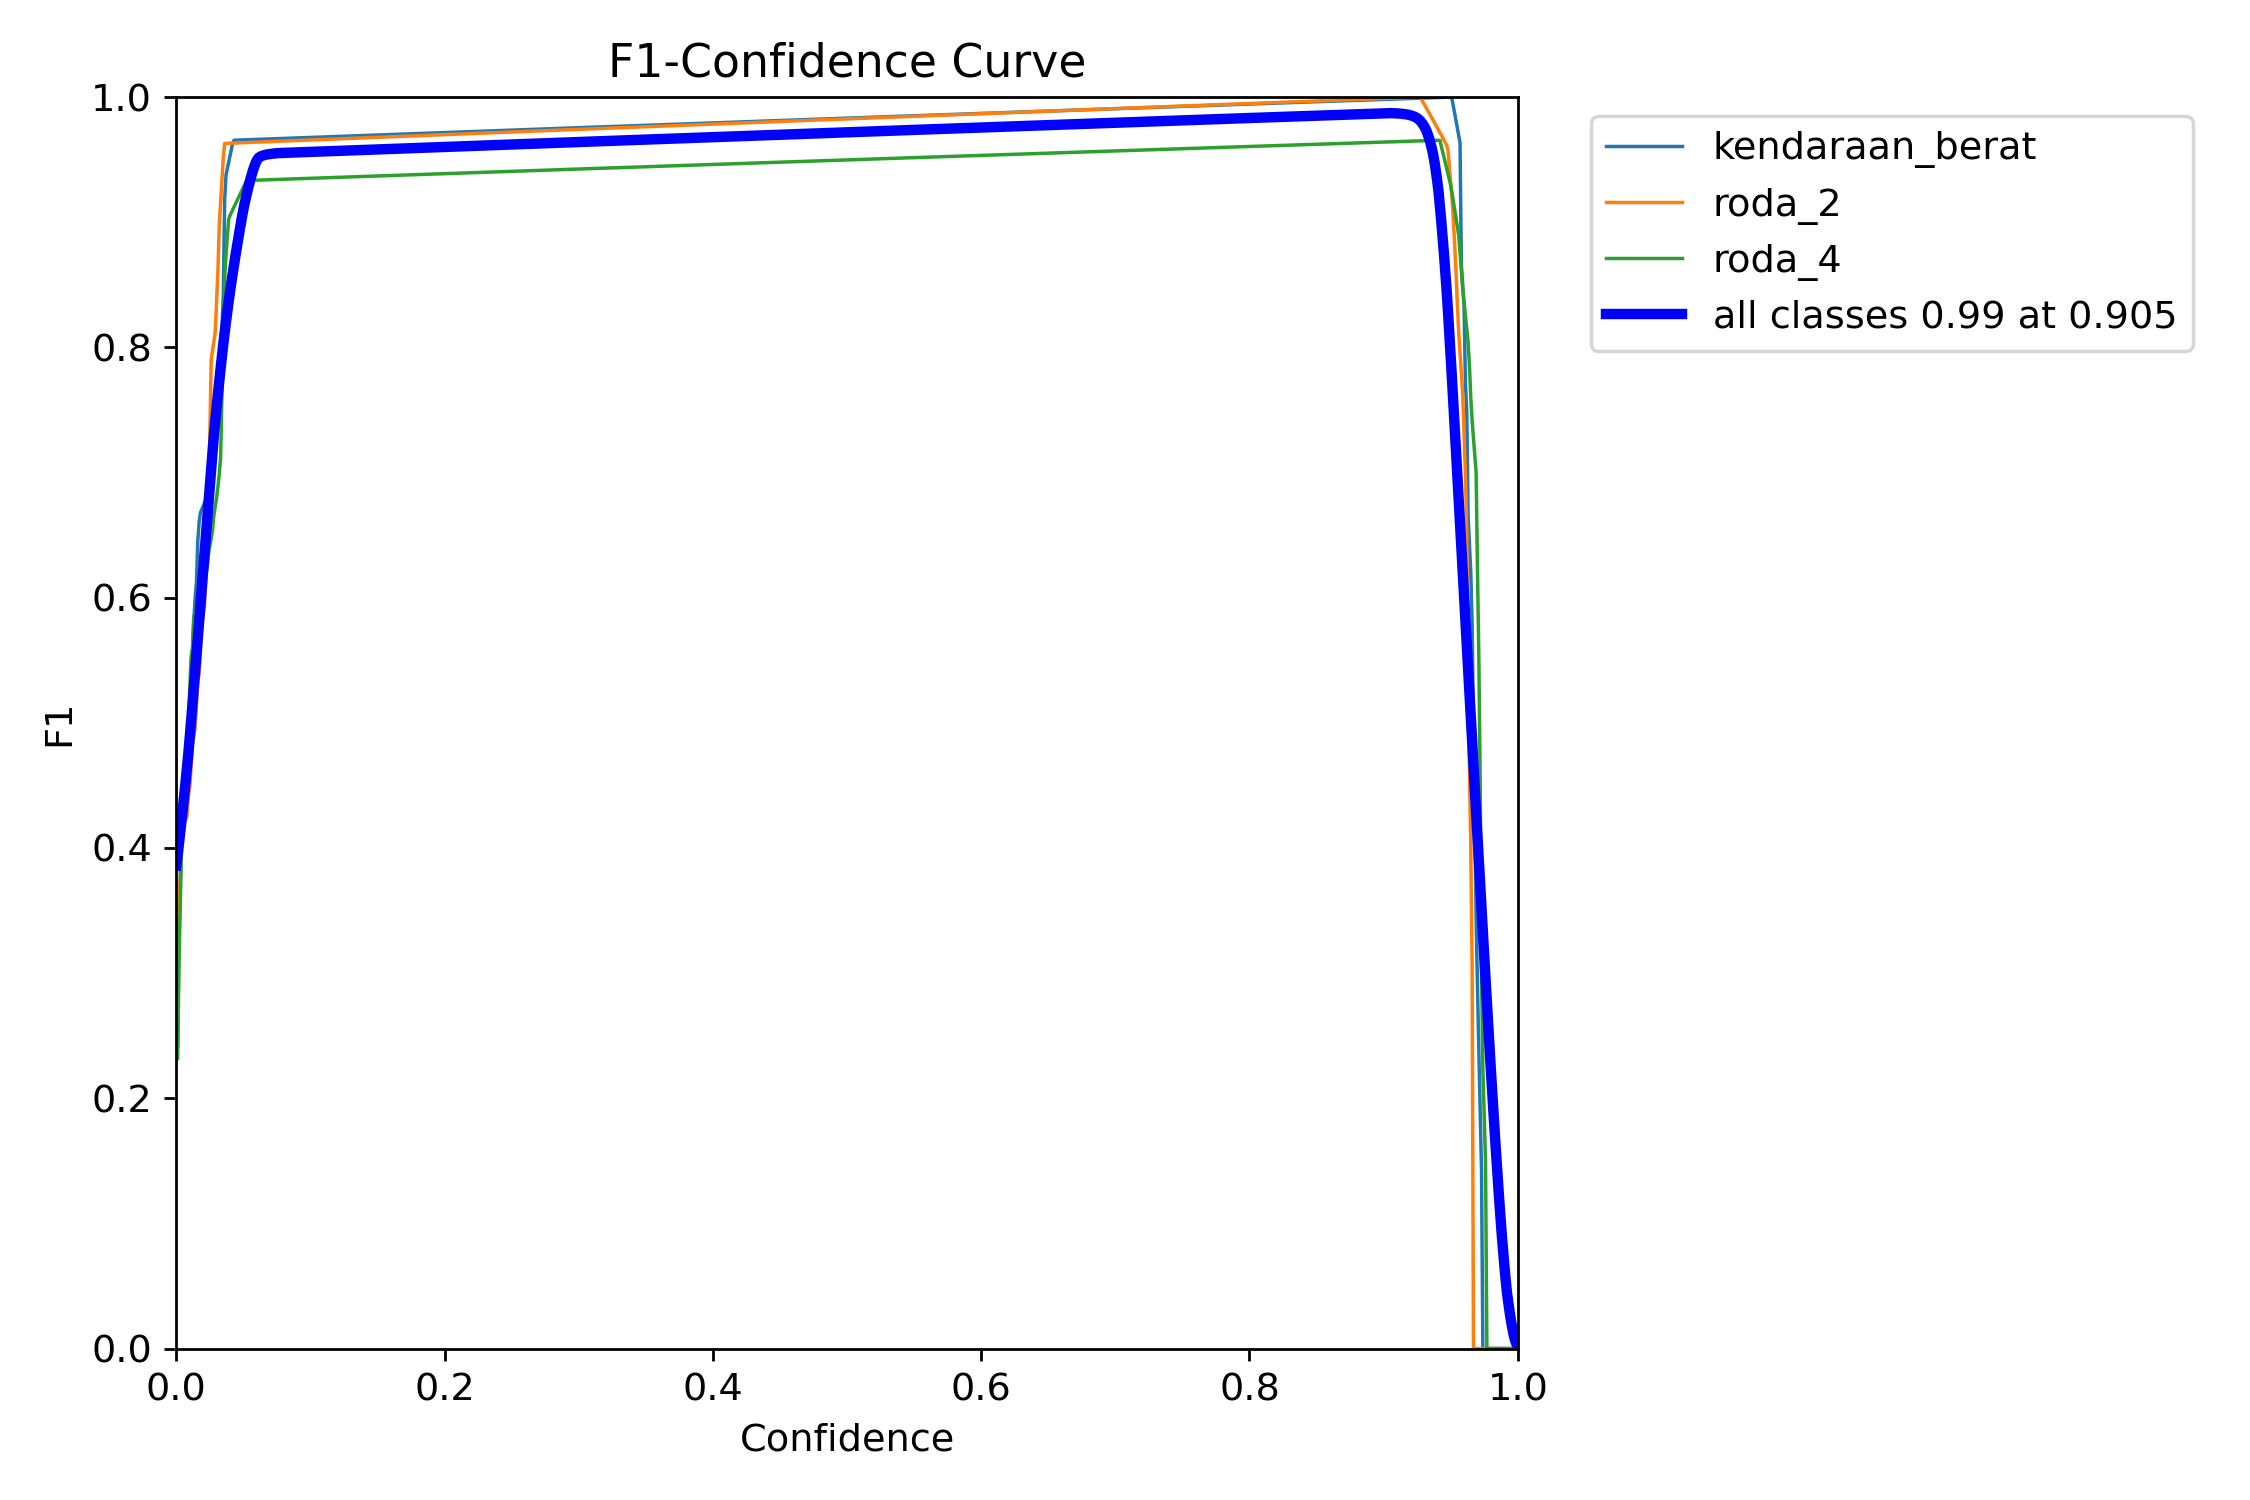 F1-Confidence Curve
1.0
0.8
0.6
0.4
0.2
0.0
F1
0.0 0.2 0.4 0.6 0.8 1.0
Confidence
kendaraan_berat
roda_2
roda_4
all classes 0.99 at 0.905